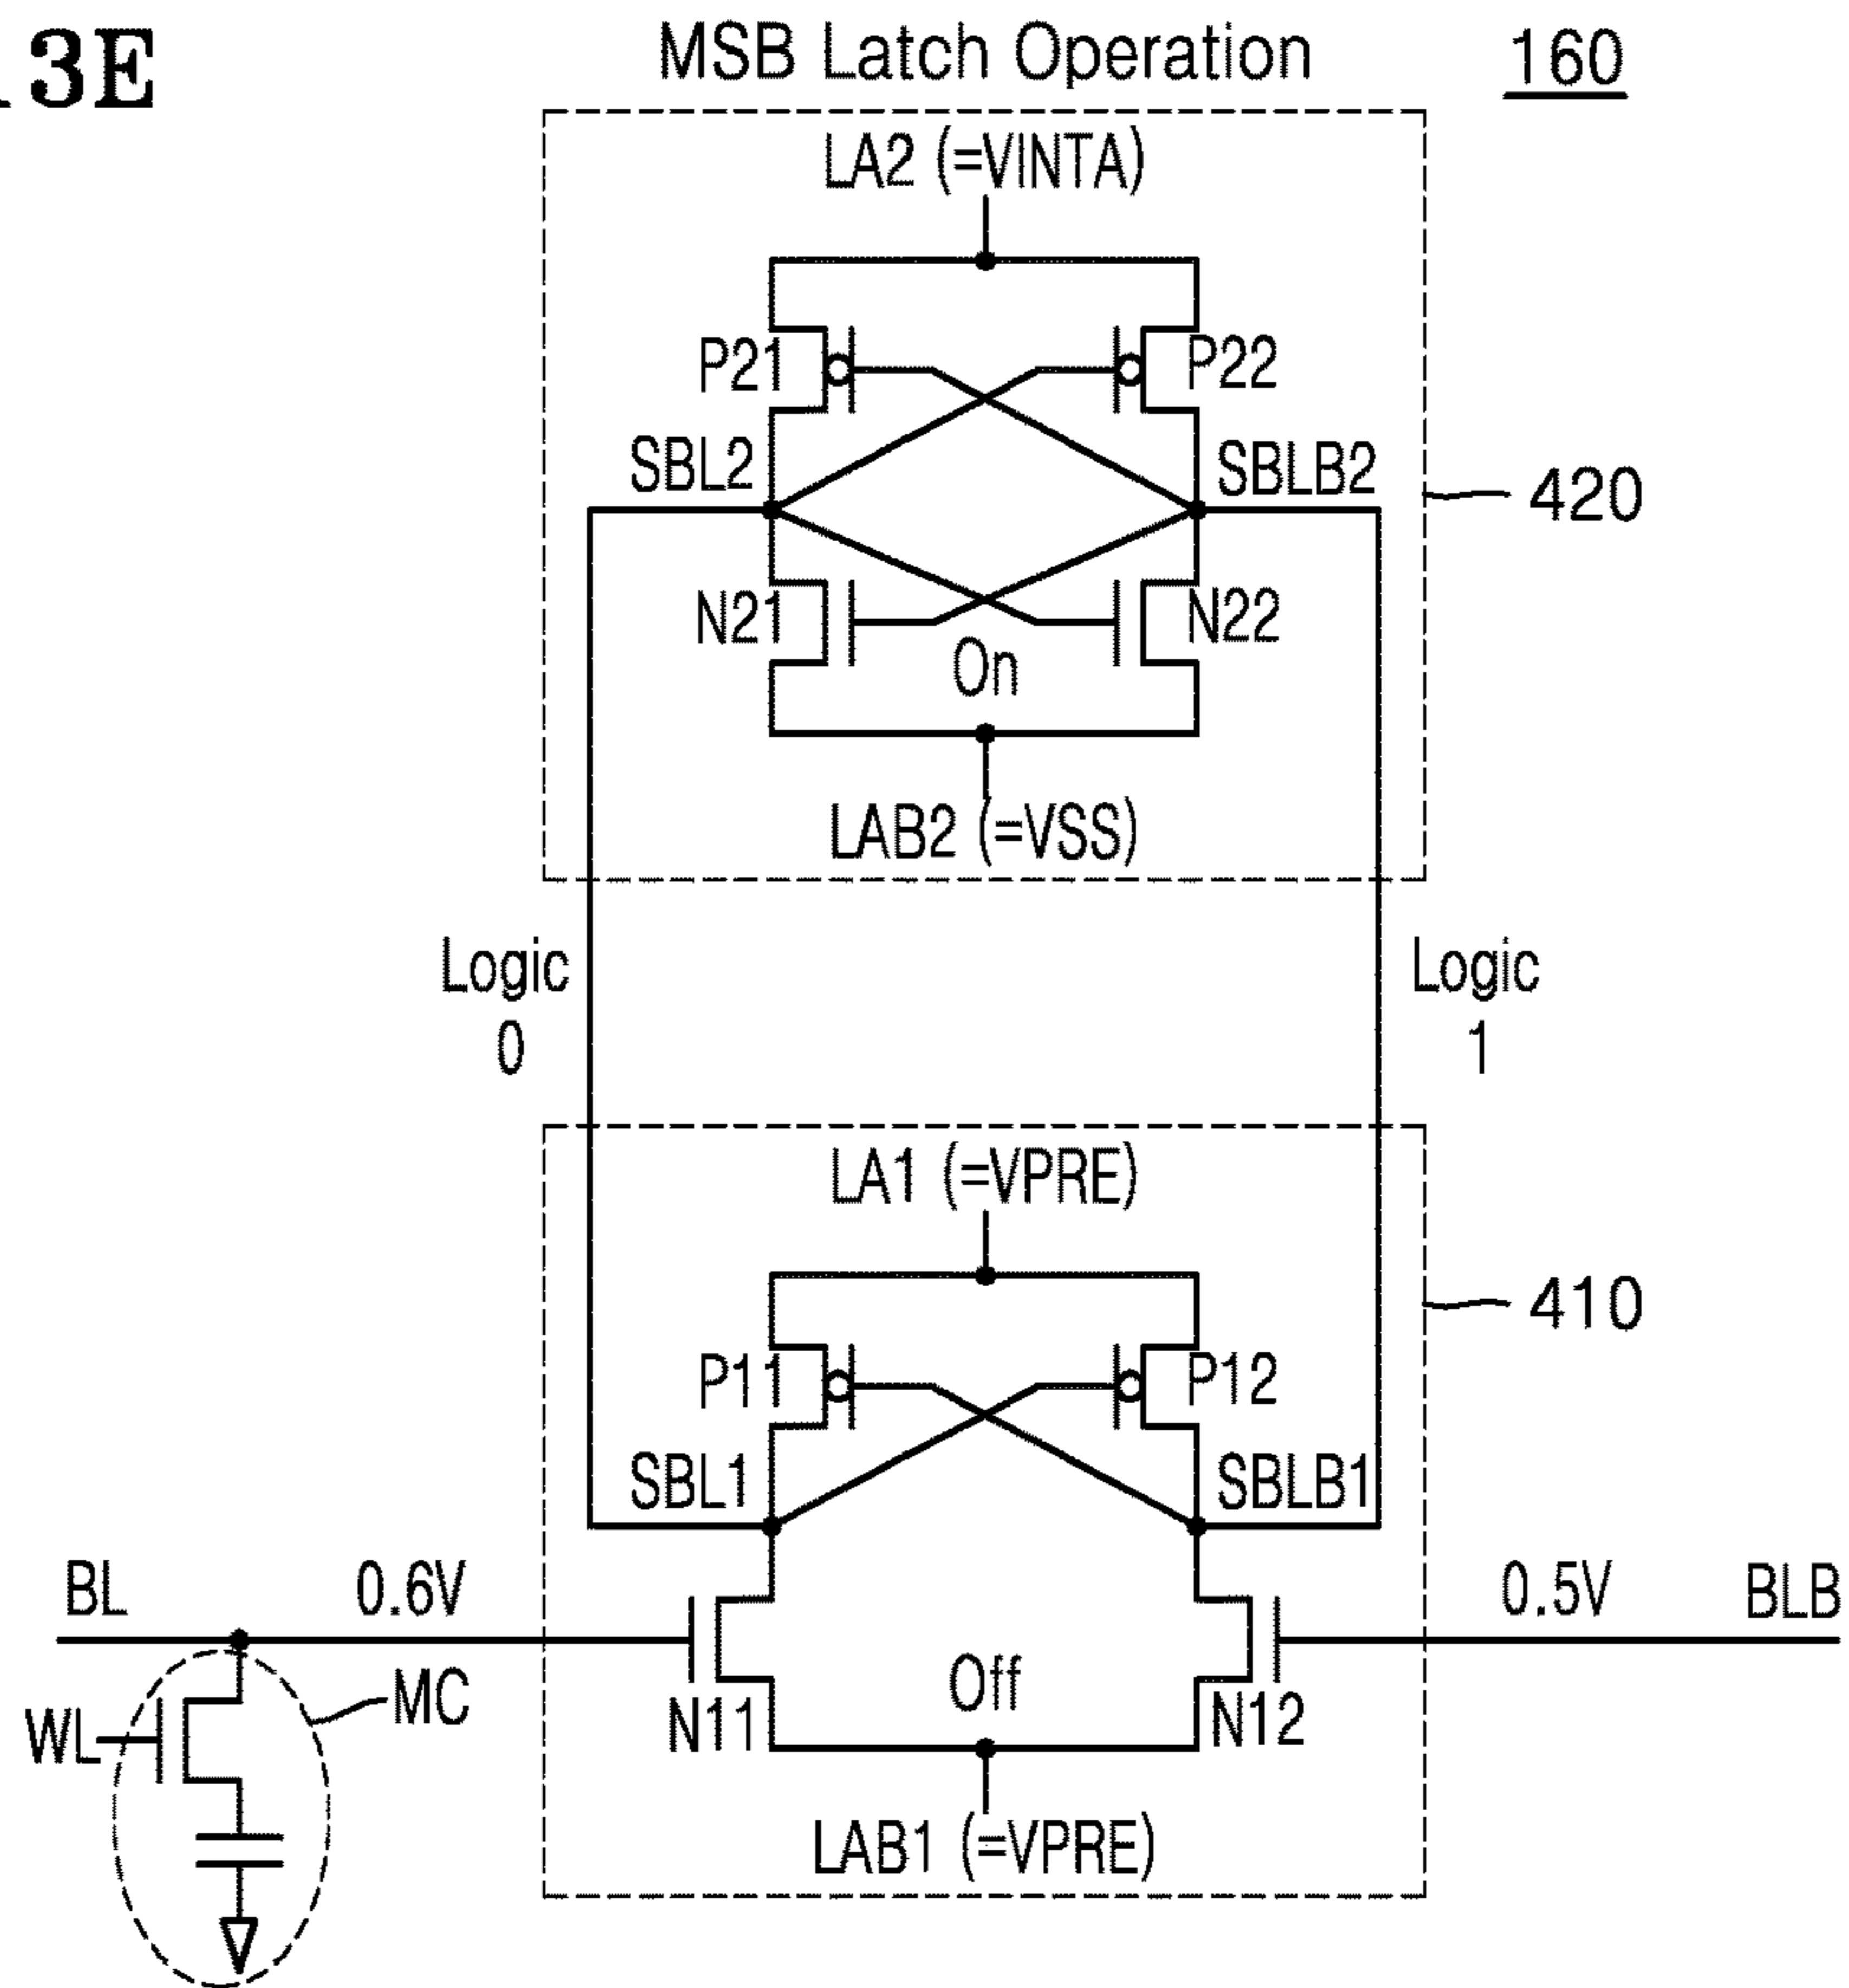 13E
MSB Latch Operation
160
LA2 (=VINTA)
P21
P22
SBL2
SBLB2
420
N21
N22
On
LAB2 (=VSS)
Logic
0
Logic
1
LA1 (=VPRE)
410
P11
P12
SBL1
SBLB1
BL
0.6V
0.5V
BLB
WL
MC
N11
Off
N12
LAB1 (=VPRE)